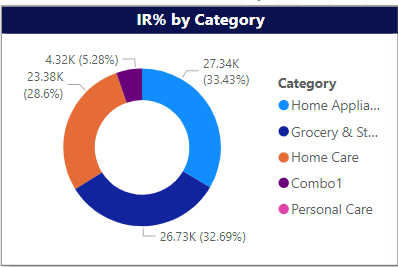 IR% by Category
4.32K (5.28%)
27.34K
(33.43%)
23.38K
(28.6%)
26.73K (32.69%)
Category
Home Applia...
Grocery & St...
Home Care
Combo1
Personal Care